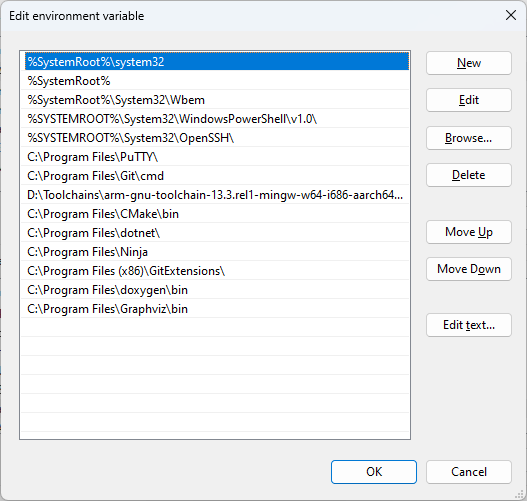 Edit environment variable
%SystemRoot%\system32
%SystemRoot%
%SystemRoot%\System32\Wbem
%SYSTEMROOT%\System32\WindowsPowerShell\v1.0\
%SYSTEMROOT%\System32\OpenSSH\
C:\Program Files\PuTTY\
C:\Program Files\Git\cmd
D:\Toolchains\arm-gnu-toolchain-13.3.rel1-mingw-w64-i686-aarch64...
C:\Program Files\CMake\bin
C:\Program Files\dotnet\
C:\Program Files\Ninja
C:\Program Files (x86)\GitExtensions\
C:\Program Files\doxygen\bin
C:\Program Files\Graphviz\bin
New
Edit
Browse...
Delete
Move Up
Move Down
Edit text...
OK
Cancel